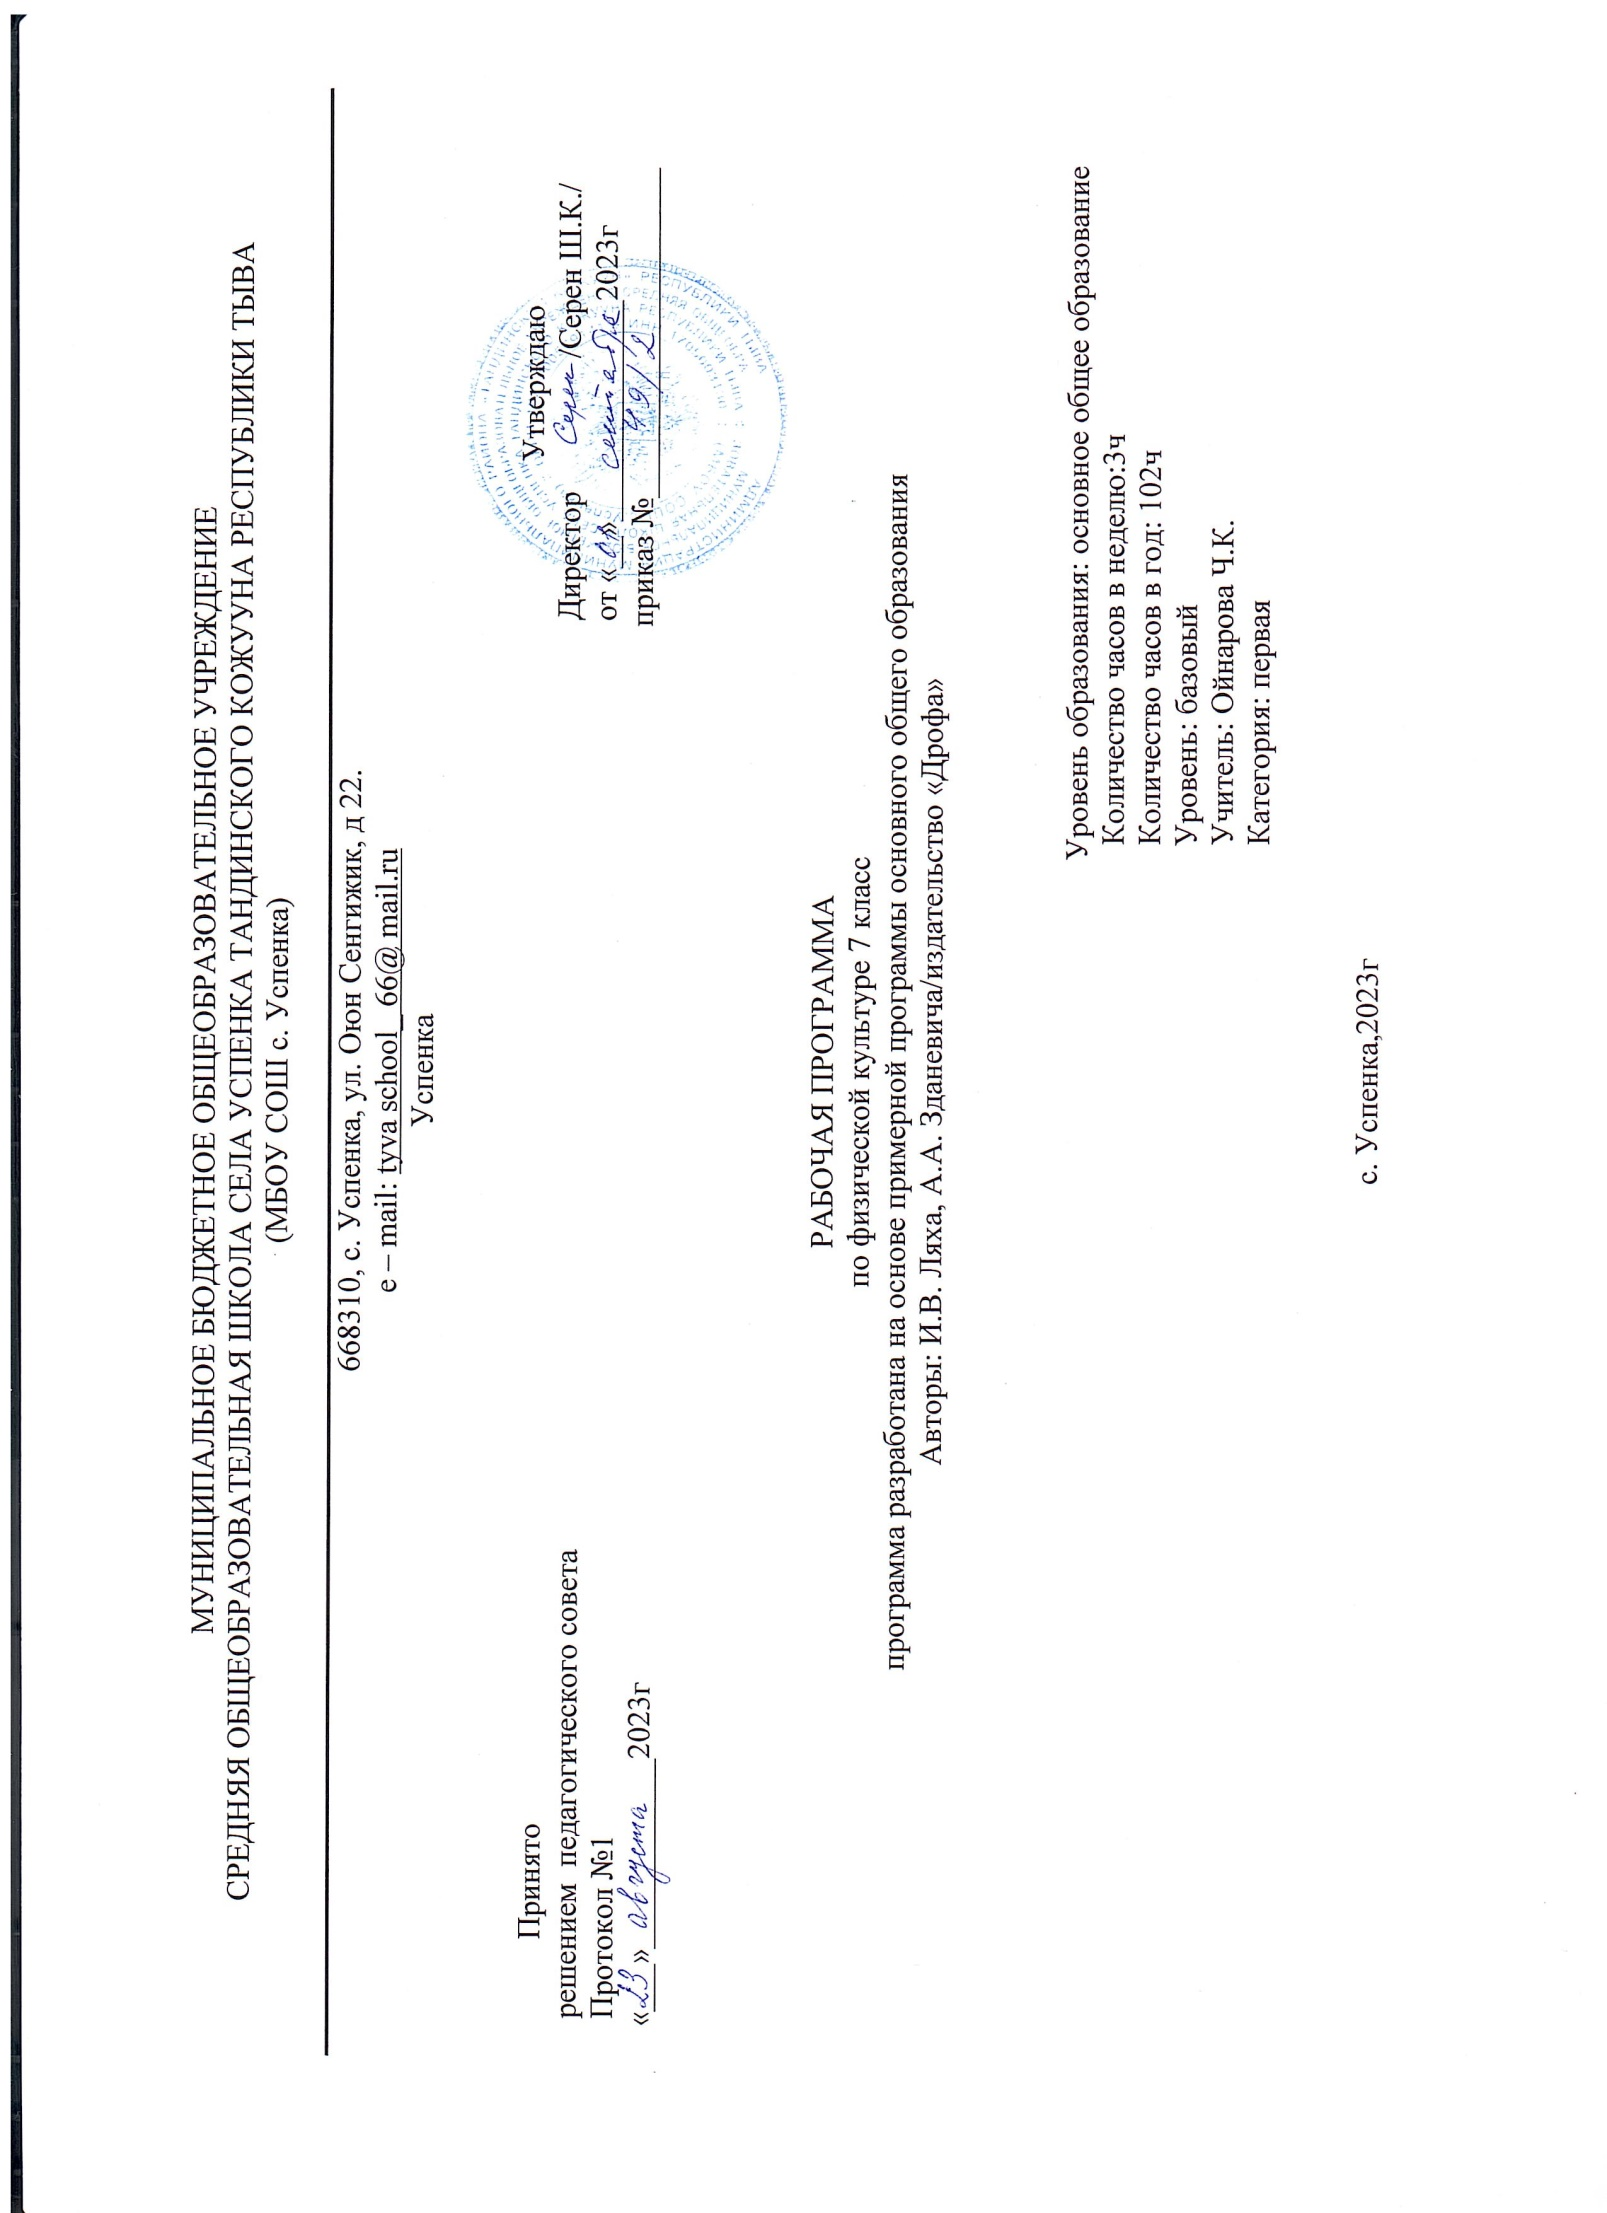 МУНИЦИПАЛЬНОЕ БЮДЖЕТНОЕ ОБЩЕОБРАЗОВАТЕЛЬНОЕ УЧРЕЖДЕНИЕ
СРЕДНЯЯ ОБЩЕОБРАЗОВАТЕЛЬНАЯ ШКОЛА СЕЛА УСПЕНКА ТАНДИНСКОГО КОЖУУНА РЕСПУБЛИКИ ТЫВА
(МБОУ СОШ с. Успенка)
668310, с. Успенка, ул. Оюн Сенгижик, д 22.
е – mail: tyva school_ 66@ mail.ru
Успенка
Принято
решением педагогического совета
Протокол №1
«23» августа 2023г
Утверждаю
Директор Серен /Серен Ш.К./
от « » сентября 2023г
приказ № 49/2
РАБОЧАЯ ПРОГРАММА
по физической культуре 7 класс
программа разработана на основе примерной программы основного общего образования
Авторы: И.В. Ляха, А.А. Зданевича/издательство «Дрофа»
Уровень образования: основное общее образование
Количество часов в неделю:3ч
Количество часов в год: 102ч
Уровень: базовый
Учитель: Ойнарова Ч.К.
Категория: первая
с. Успенка,2023г